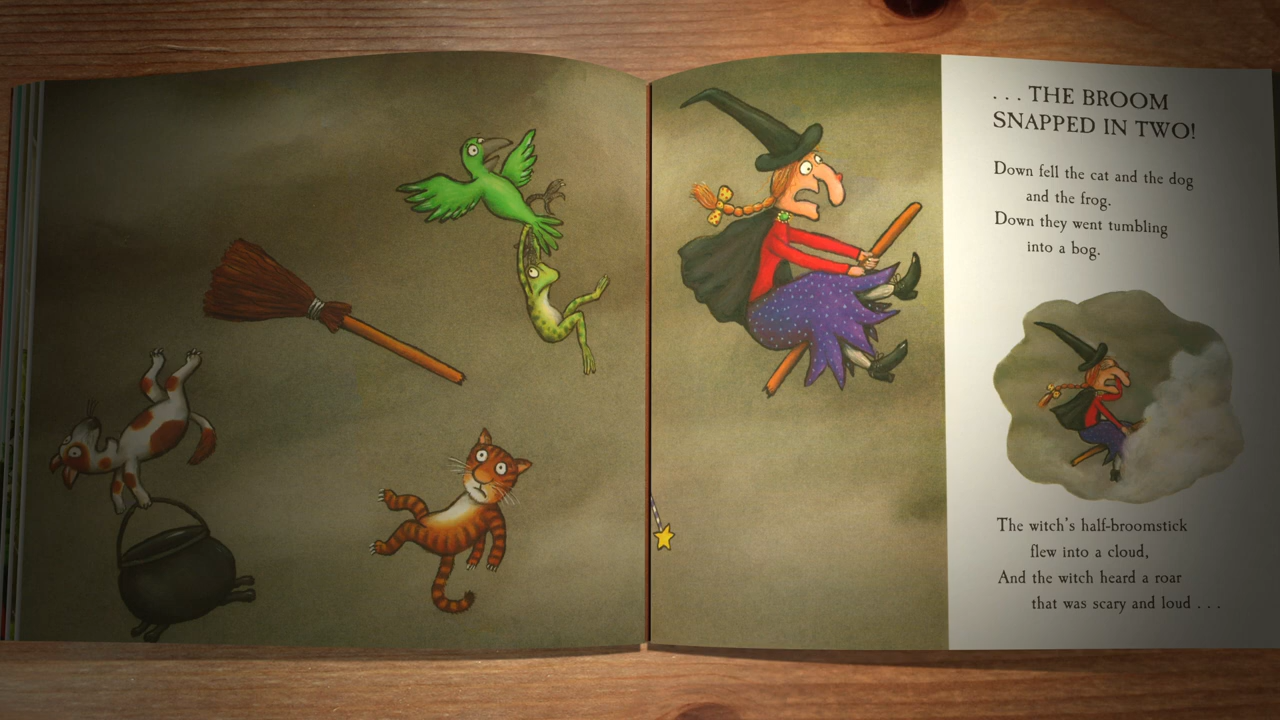 . . . THE BROOM
SNAPPED IN TWO!
Down fell the cat and the dog
and the frog.
Down they went tumbling
into a bog.
The witch's half-broomstick
flew into a cloud,
And the witch heard a roar
that was scary and loud . . .